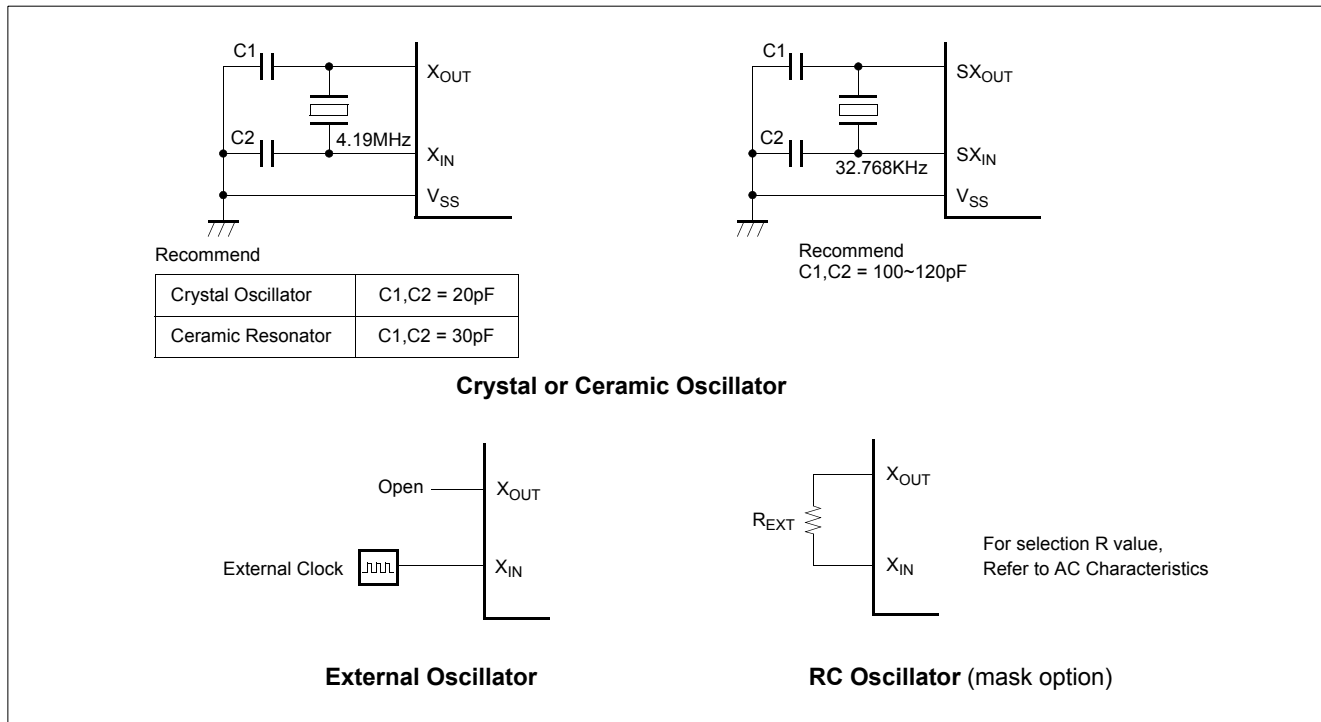 C1
X_OUT
C2
4.19MHz
X_IN
V_SS
Recommend
Crystal Oscillator C1,C2 = 20pF
Ceramic Resonator C1,C2 = 30pF
C1
SX_OUT
C2
32.768KHz
SX_IN
V_SS
Recommend
C1,C2 = 100~120pF
Crystal or Ceramic Oscillator
Open
X_OUT
External Clock
X_IN
External Oscillator
X_OUT
R_EXT
X_IN
For selection R value,
Refer to AC Characteristics
RC Oscillator (mask option)